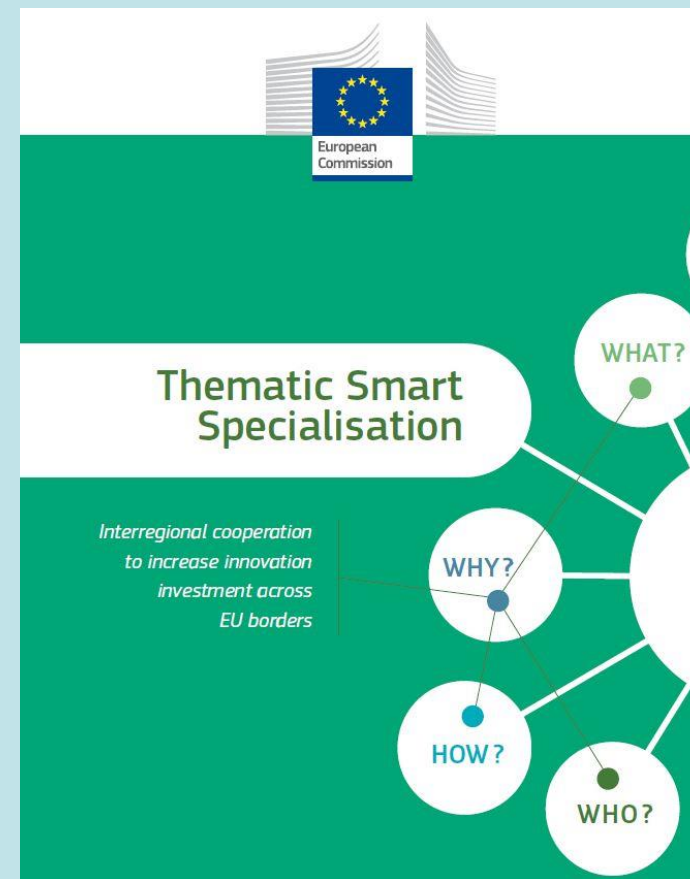 European
Commission
Thematic Smart
Specialisation
WHAT?
Interregional cooperation
to increase innovation
investment across
EU borders
WHY?
HOW?
WHO?